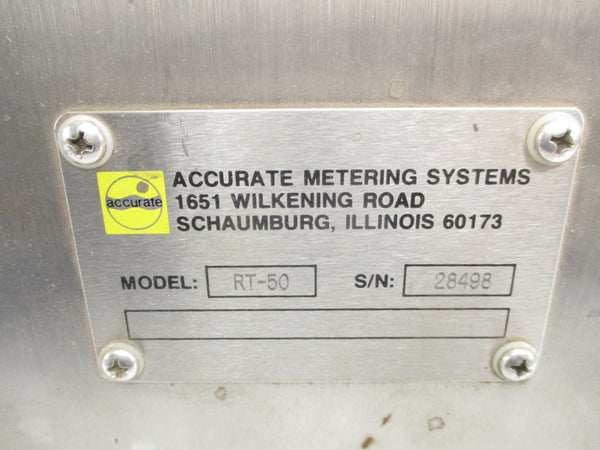 accurate
ACCURATE METERING SYSTEMS
1651 WILKENING ROAD
SCHAUMBURG, ILLINOIS 60173
MODEL: RT-50 S/N: 28498